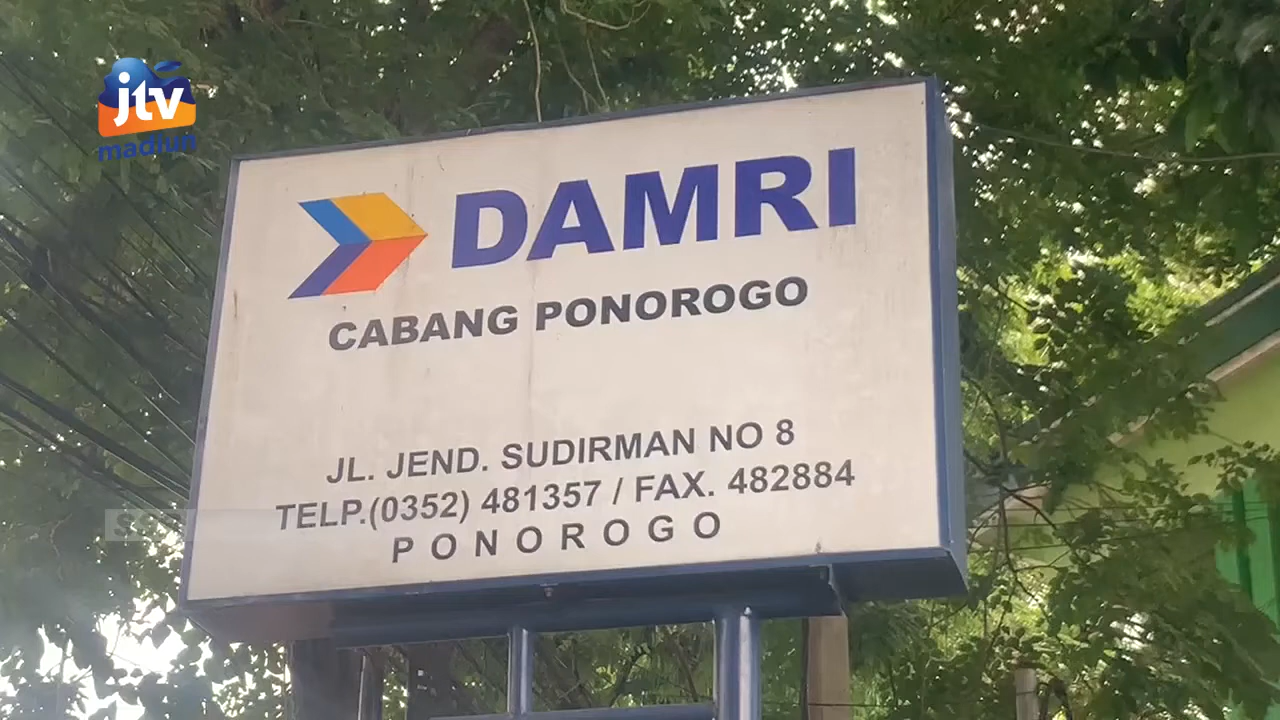 jtv
madiun
DAMRI
CABANG PONOROGO
JL. JEND. SUDIRMAN NO 8
TELP.(0352) 481357 / FAX. 482884
PONOROGO